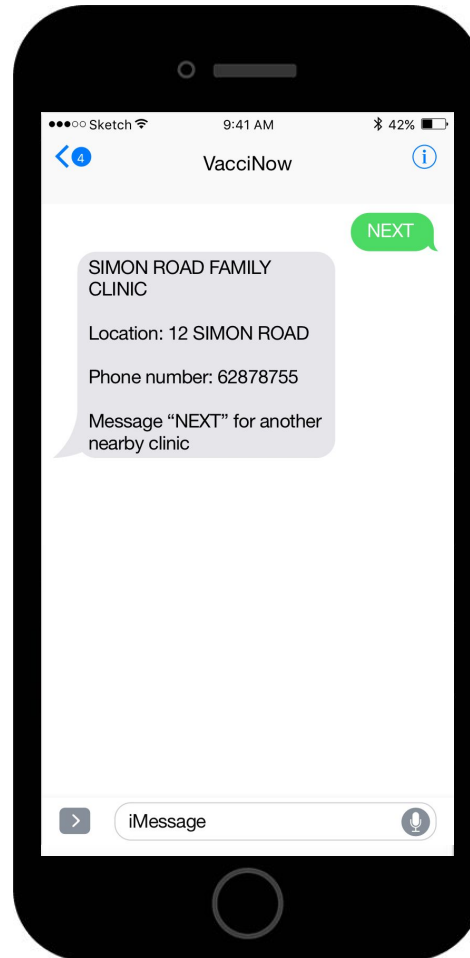 Sketch 9:41 AM 42%
4 VacciNow i
NEXT
SIMON ROAD FAMILY
CLINIC
Location: 12 SIMON ROAD
Phone number: 62878755
Message “NEXT” for another
nearby clinic
iMessage